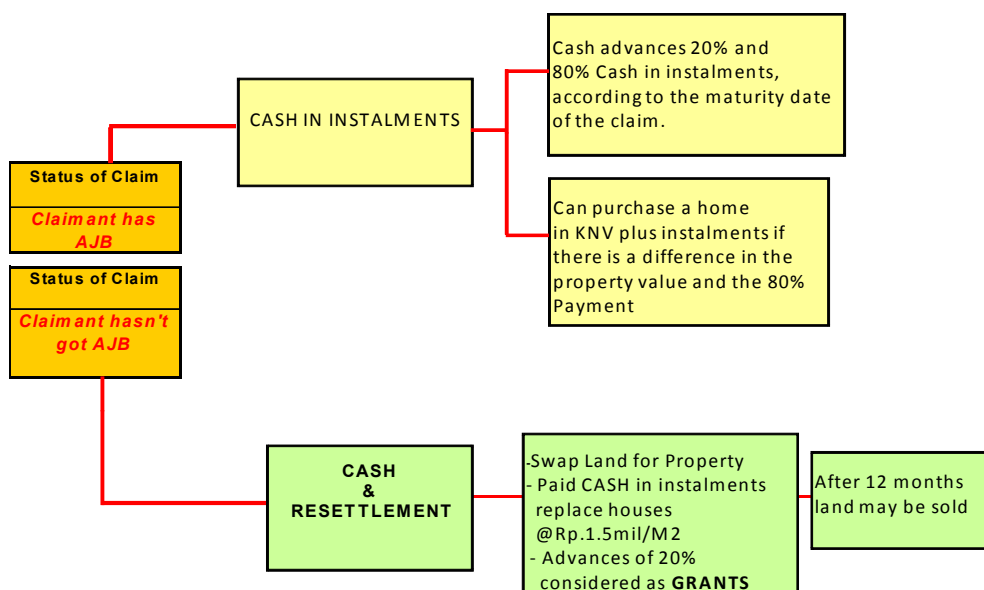 Status of Claim
Claimant has
AJB
CASH IN INSTALMENTS
Cash advances 20% and
80% Cash in instalments,
according to the maturity date
of the claim.
Can purchase a home
in KNV plus instalments if
there is a difference in the
property value and the 80%
Payment
Status of Claim
Claimant hasn't
got AJB
CASH
&
RESETTLEMENT
-Swap Land for Property
- Paid CASH in instalments
replace houses
@Rp.1.5mil/M2
- Advances of 20%
considered as GRANTS
After 12 months
land may be sold